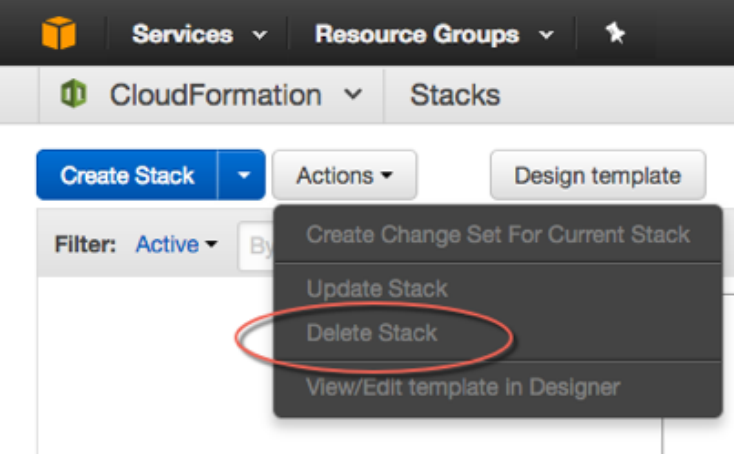 Services Resource Groups
CloudFormation Stacks
Create Stack Actions Design template
Filter: Active By
Create Change Set For Current Stack
Update Stack
Delete Stack
View/Edit template in Designer